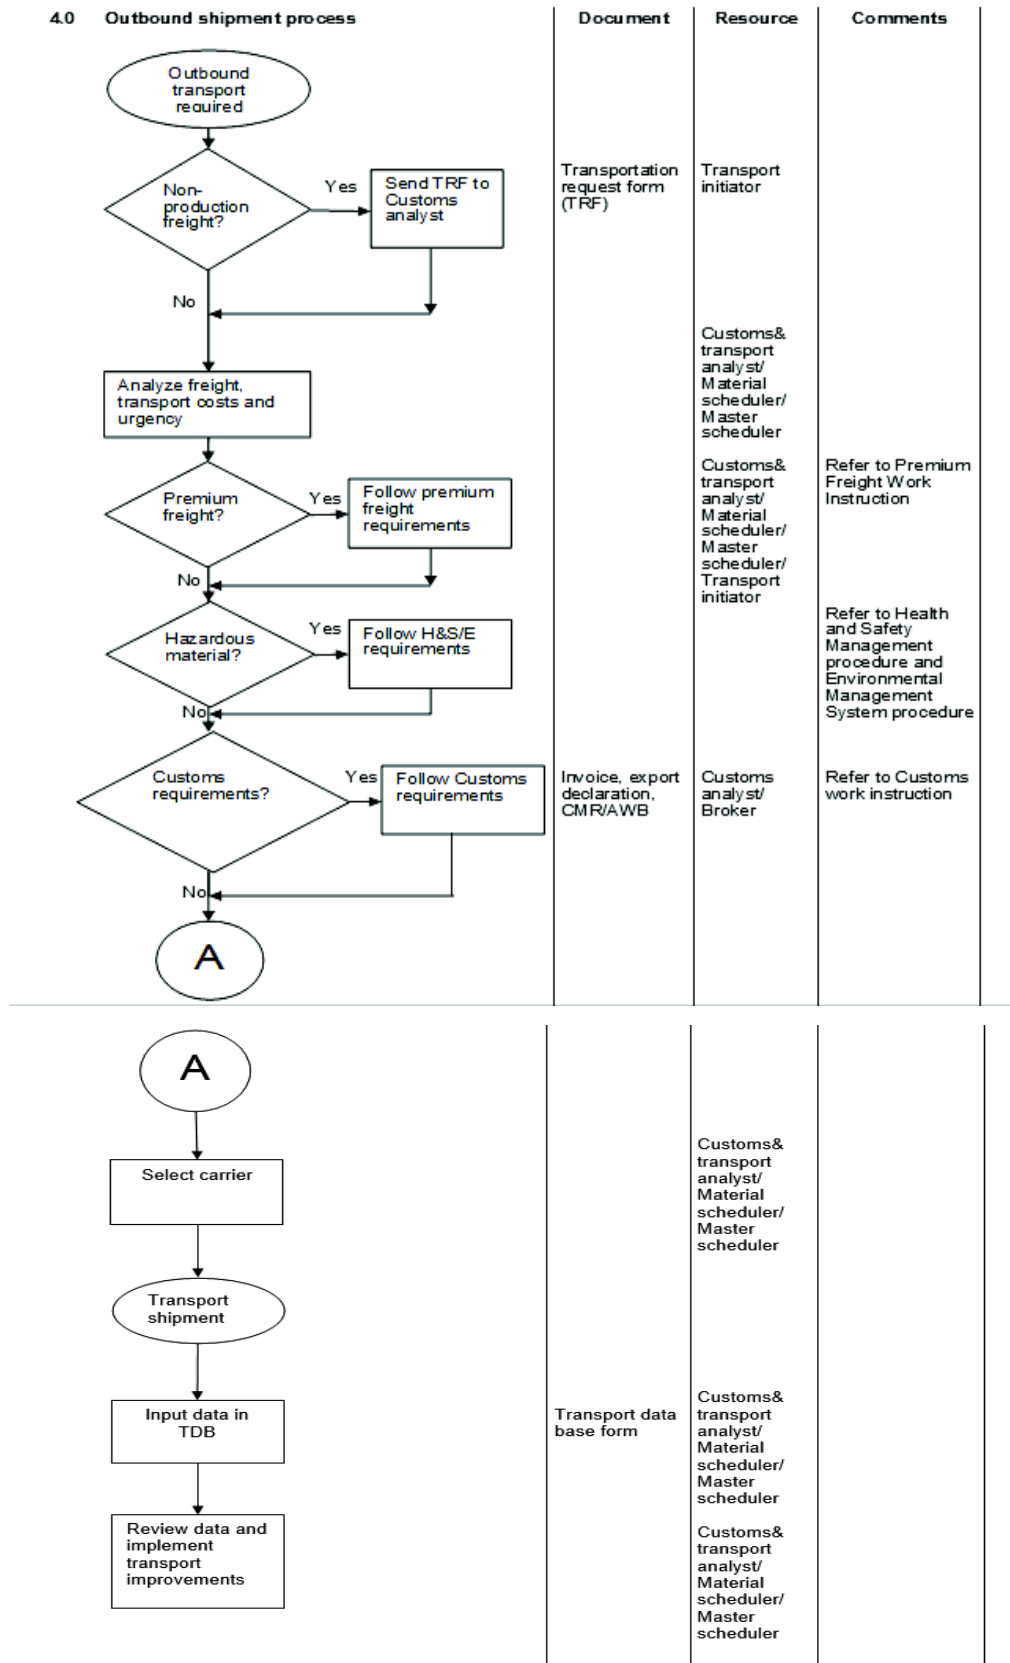 4.0 Outbound shipment process Document Resource Comments
Outbound
transport
required
Non-
production
freight?
Yes
Send TRF to
Customs
analyst
Transportation
request form
(TRF)
Transport
initiator
No
Customs&
transport
analyst/
Material
scheduler/
Master
scheduler
Analyze freight,
transport costs and
urgency
Premium
freight?
Yes
Follow premium
freight
requirements
Customs&
transport
analyst/
Material
scheduler/
Master
scheduler/
Transport
initiator
Refer to Premium
Freight Work
Instruction
No
Hazardous
material?
Yes
Follow H&S/E
requirements
Refer to Health
and Safety
Management
procedure and
Environmental
Management
System procedure
No
Customs
requirements?
Yes
Follow Customs
requirements
Invoice, export
declaration,
CMR/AWB
Customs
analyst/
Broker
Refer to Customs
work instruction
No
A
A
Select carrier
Customs&
transport
analyst/
Material
scheduler/
Master
scheduler
Transport
shipment
Input data in
TDB
Transport data
base form
Customs&
transport
analyst/
Material
scheduler/
Master
scheduler
Review data and
implement
transport
improvements
Customs&
transport
analyst/
Material
scheduler/
Master
scheduler